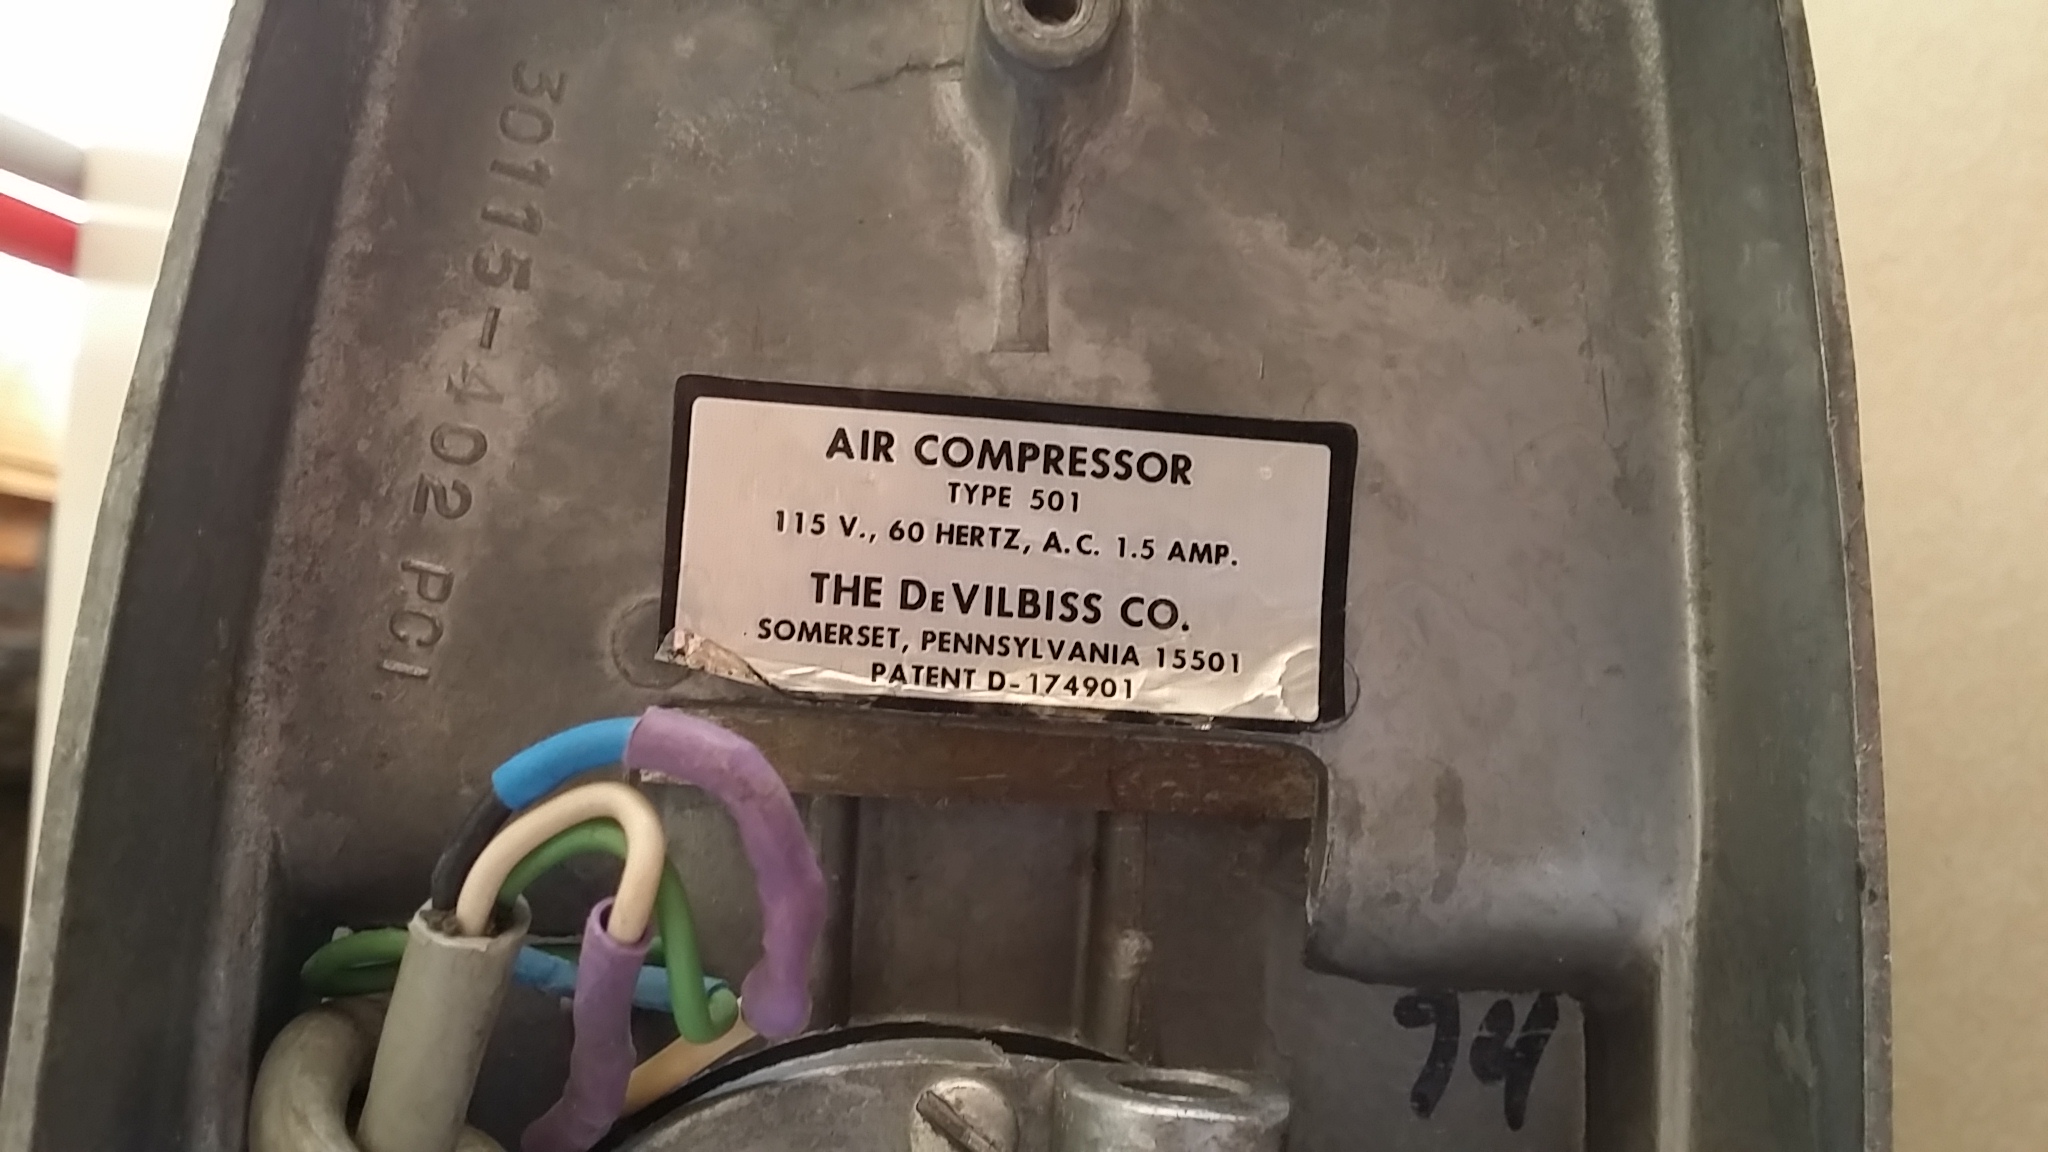 30115-402 PCI
AIR COMPRESSOR
TYPE 501
115 V., 60 HERTZ, A.C. 1.5 AMP.
THE DEVILBISS CO.
SOMERSET, PENNSYLVANIA 15501
PATENT D-174901
94